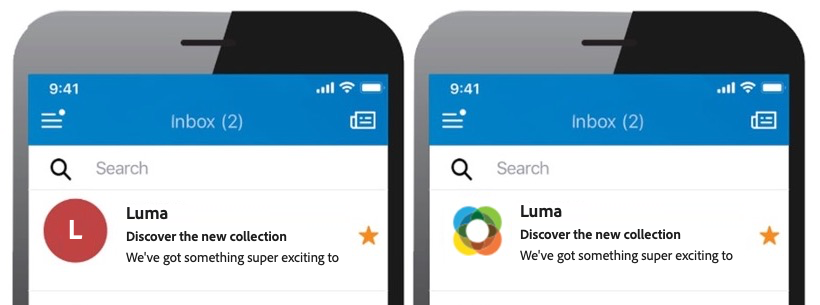 9:41
Inbox (2)
Search
L
Luma
Discover the new collection
We've got something super exciting to
9:41
Inbox (2)
Search
Luma
Discover the new collection
We've got something super exciting to